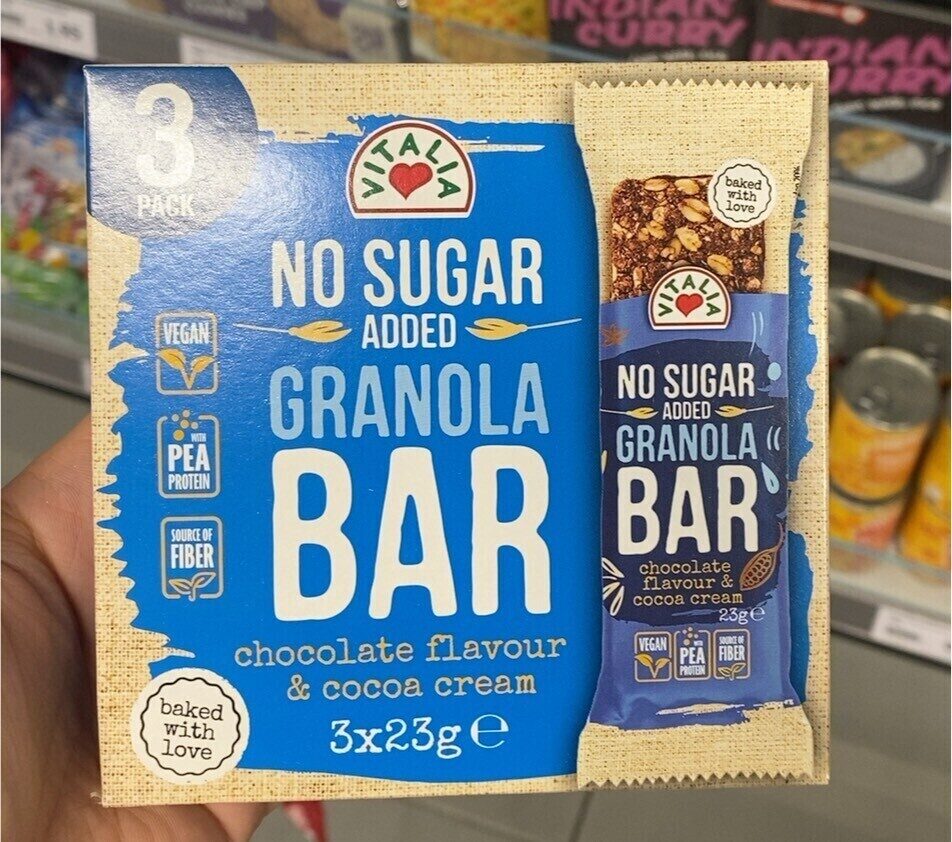 INDIAN
CURRY
INDIAN
CURRY
3
PACK
VITALIA
NO SUGAR
ADDED
GRANOLA
BAR
chocolate flavour
& cocoa cream
3x23g e
VEGAN
WITH
PEA
PROTEIN
SOURCE OF
FIBER
baked
with
love
baked
with
love
VITALIA
NO SUGAR
ADDED
GRANOLA
BAR
chocolate
flavour &
cocoa cream
23g e
VEGAN
PEA
PROTEIN
SOURCE OF
FIBER